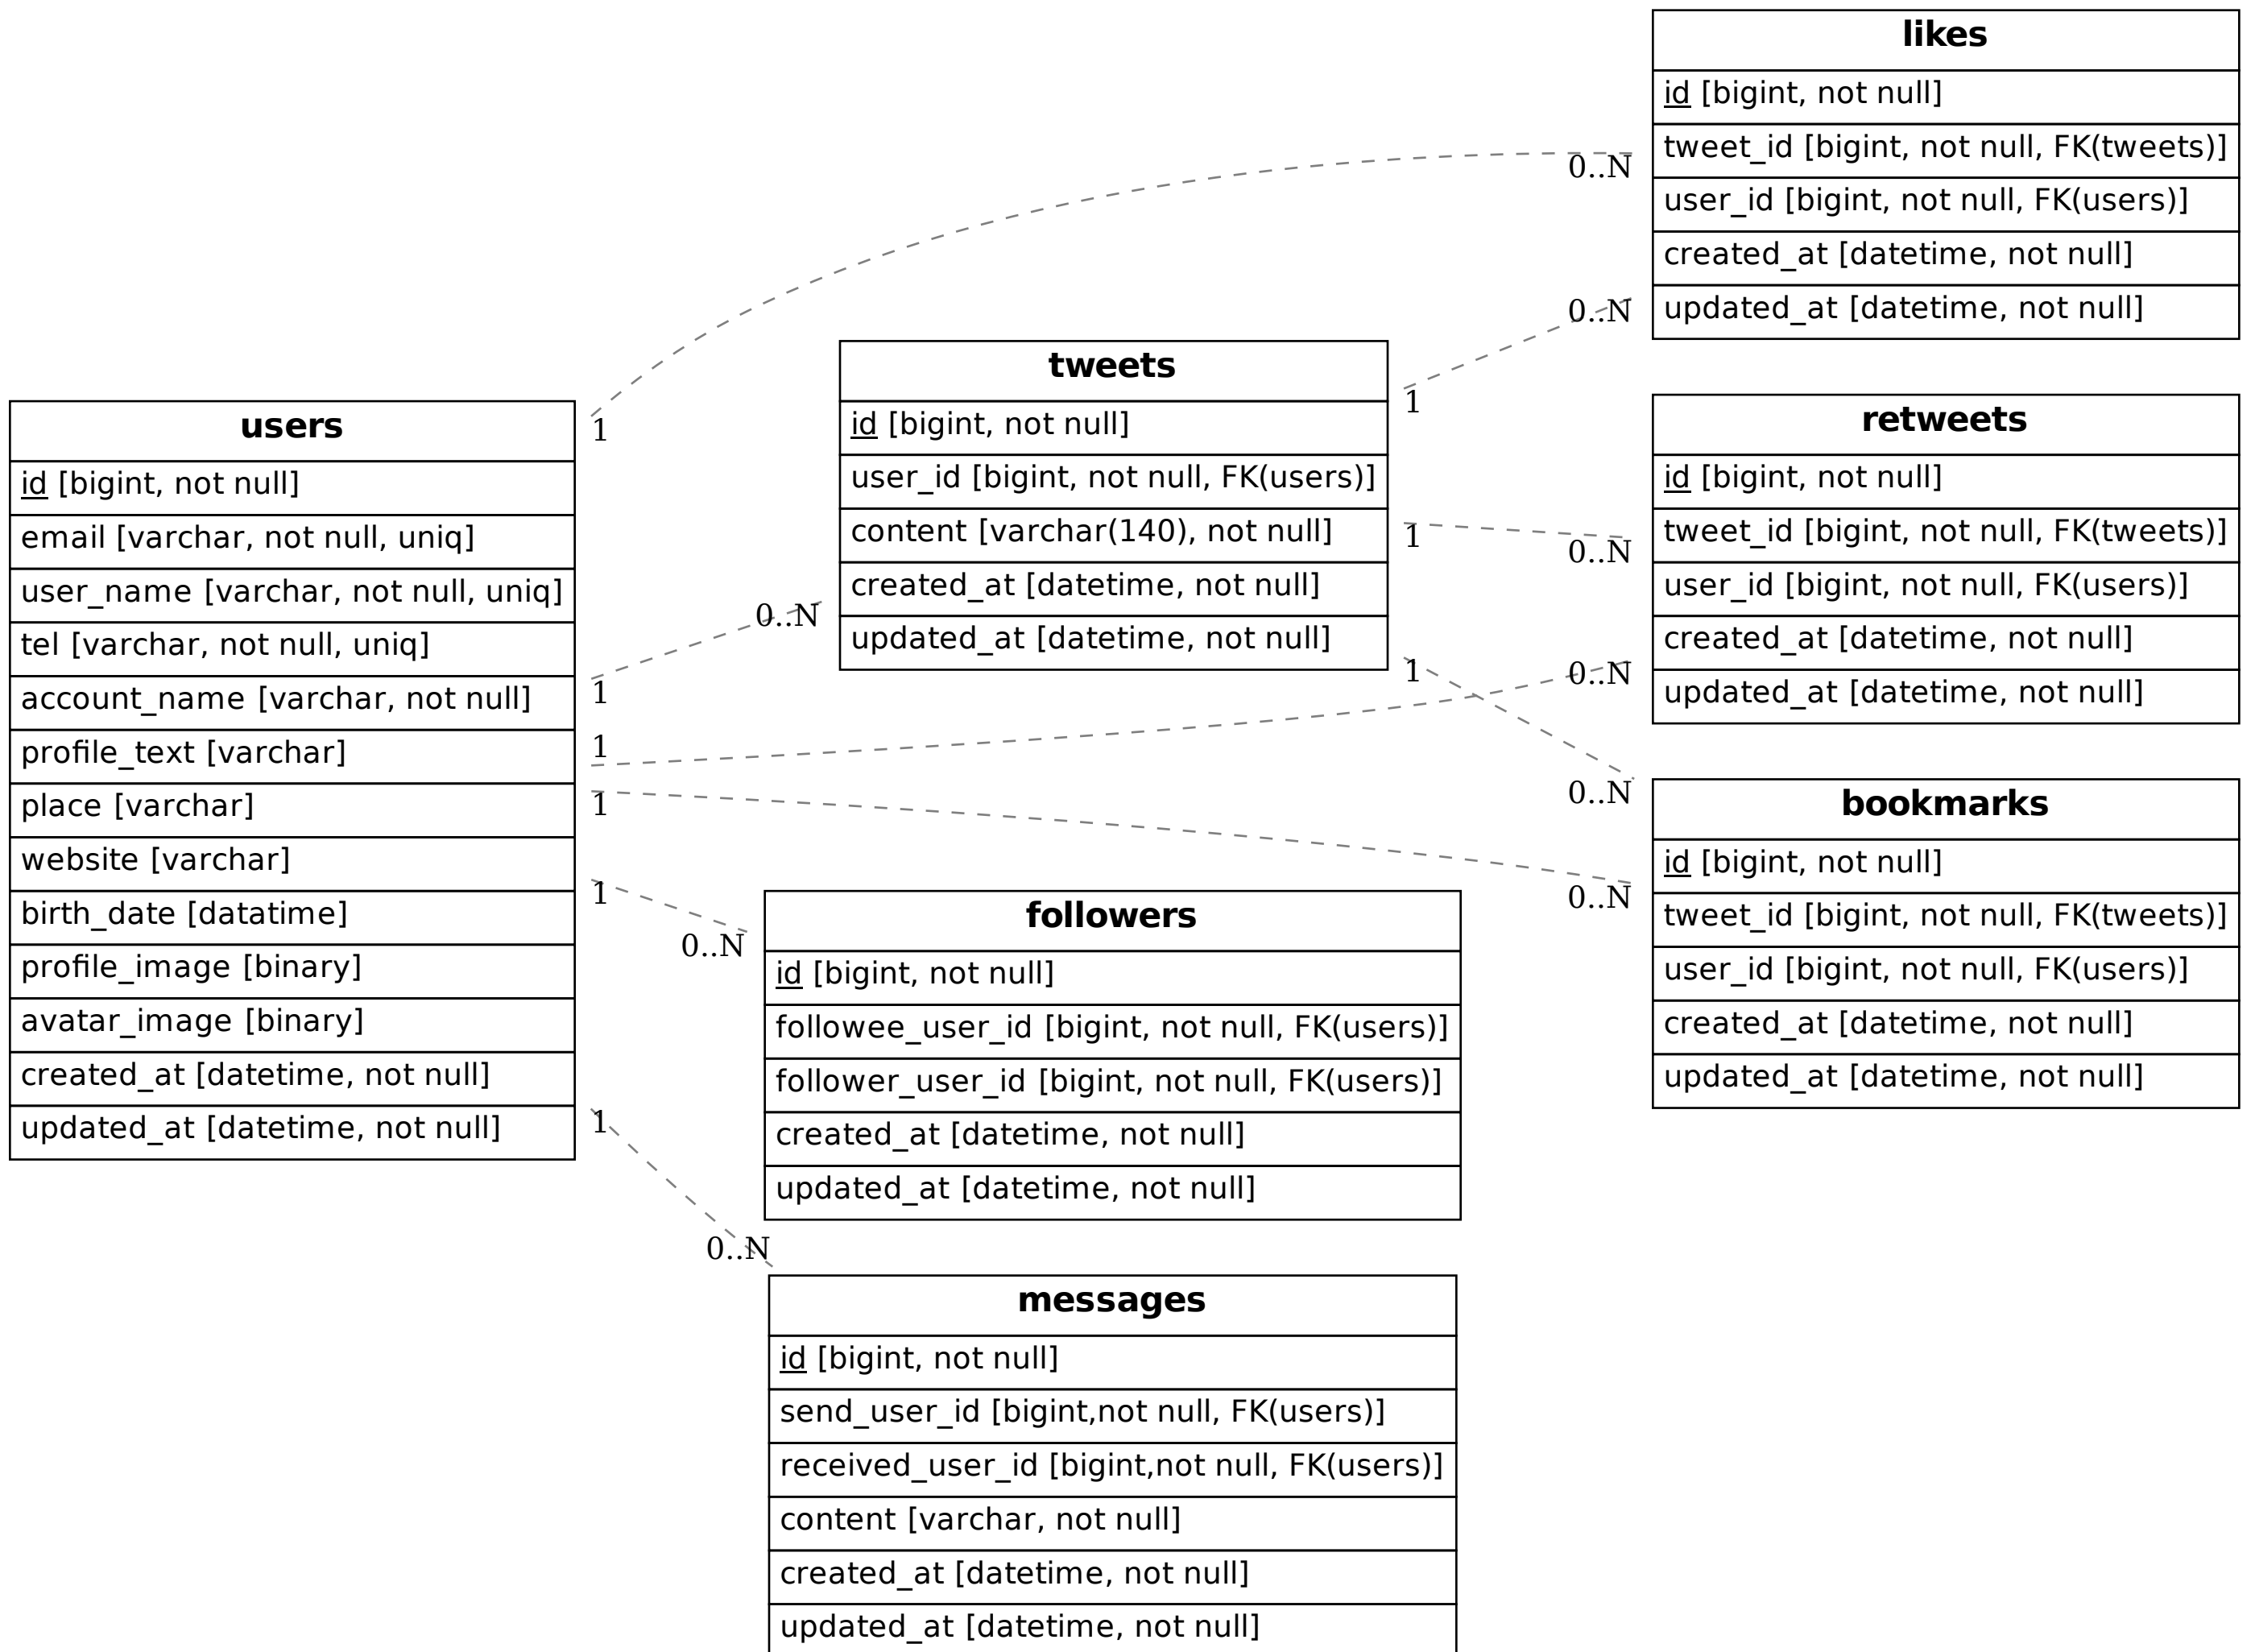 users
id [bigint, not null]
email [varchar, not null, uniq]
user_name [varchar, not null, uniq]
tel [varchar, not null, uniq]
account_name [varchar, not null]
profile_text [varchar]
place [varchar]
website [varchar]
birth_date [datatime]
profile_image [binary]
avatar_image [binary]
created_at [datetime, not null]
updated_at [datetime, not null]
1
1
1
1
1
1
0..N
0..N
0..N
tweets
id [bigint, not null]
user_id [bigint, not null, FK(users)]
content [varchar(140), not null]
created_at [datetime, not null]
updated_at [datetime, not null]
1
1
1
followers
id [bigint, not null]
followee_user_id [bigint, not null, FK(users)]
follower_user_id [bigint, not null, FK(users)]
created_at [datetime, not null]
updated_at [datetime, not null]
messages
id [bigint, not null]
send_user_id [bigint,not null, FK(users)]
received_user_id [bigint,not null, FK(users)]
content [varchar, not null]
created_at [datetime, not null]
updated_at [datetime, not null]
0..N
0..N
0..N
0..N
0..N
0..N
likes
id [bigint, not null]
tweet_id [bigint, not null, FK(tweets)]
user_id [bigint, not null, FK(users)]
created_at [datetime, not null]
updated_at [datetime, not null]
retweets
id [bigint, not null]
tweet_id [bigint, not null, FK(tweets)]
user_id [bigint, not null, FK(users)]
created_at [datetime, not null]
updated_at [datetime, not null]
bookmarks
id [bigint, not null]
tweet_id [bigint, not null, FK(tweets)]
user_id [bigint, not null, FK(users)]
created_at [datetime, not null]
updated_at [datetime, not null]